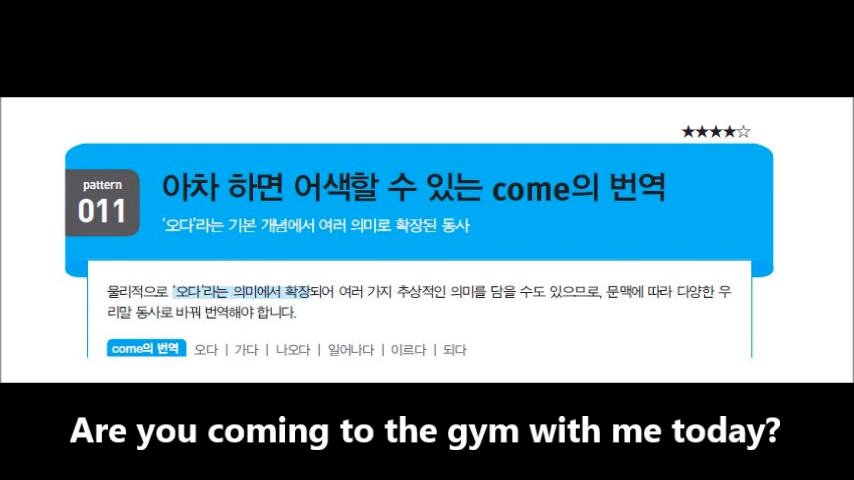 ★★★★☆
pattern
011
아차 하면 어색할 수 있는 come의 번역
‘오다’라는 기본 개념에서 여러 의미로 확장된 동사
물리적으로 ‘오다’라는 의미에서 확장되어 여러 가지 추상적인 의미를 담을 수도 있으므로, 문맥에 따라 다양한 우
리말 동사로 바꿔 번역해야 합니다.
come의 번역 오다 | 가다 | 나오다 | 일어나다 | 이르다 | 되다
Are you coming to the gym with me today?